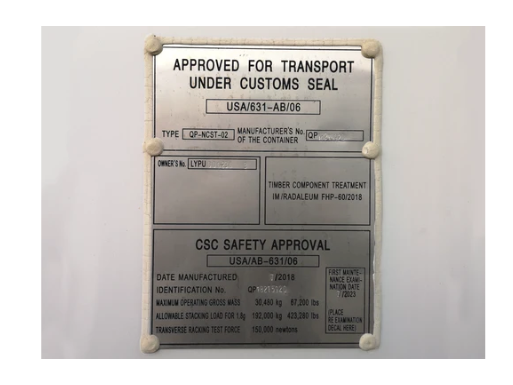 APPROVED FOR TRANSPORT
UNDER CUSTOMS SEAL
USA/631-AB/06
TYPE QP-NCST-02 MANUFACTURER'S No. OF THE CONTAINER
OWNER'S No. LYPU
TIMBER COMPONENT TREATMENT
IM/RADALEUM FHP-60/2018
CSC SAFETY APPROVAL
USA/AB-631/06
DATE MANUFACTURED /2018
IDENTIFICATION No.
MAXIMUM OPERATING GROSS MASS 30,480 kg 67,200 lbs
ALLOWABLE STACKING LOAD FOR 1.8g 192,000 kg 423,280 lbs
TRANSVERSE RACKING TEST FORCE 150,000 newtons
FIRST MAINTE-
NANCE EXAMI-
NATION DATE
/2023
(PLACE
RE EXAMINATION
DECAL HERE)